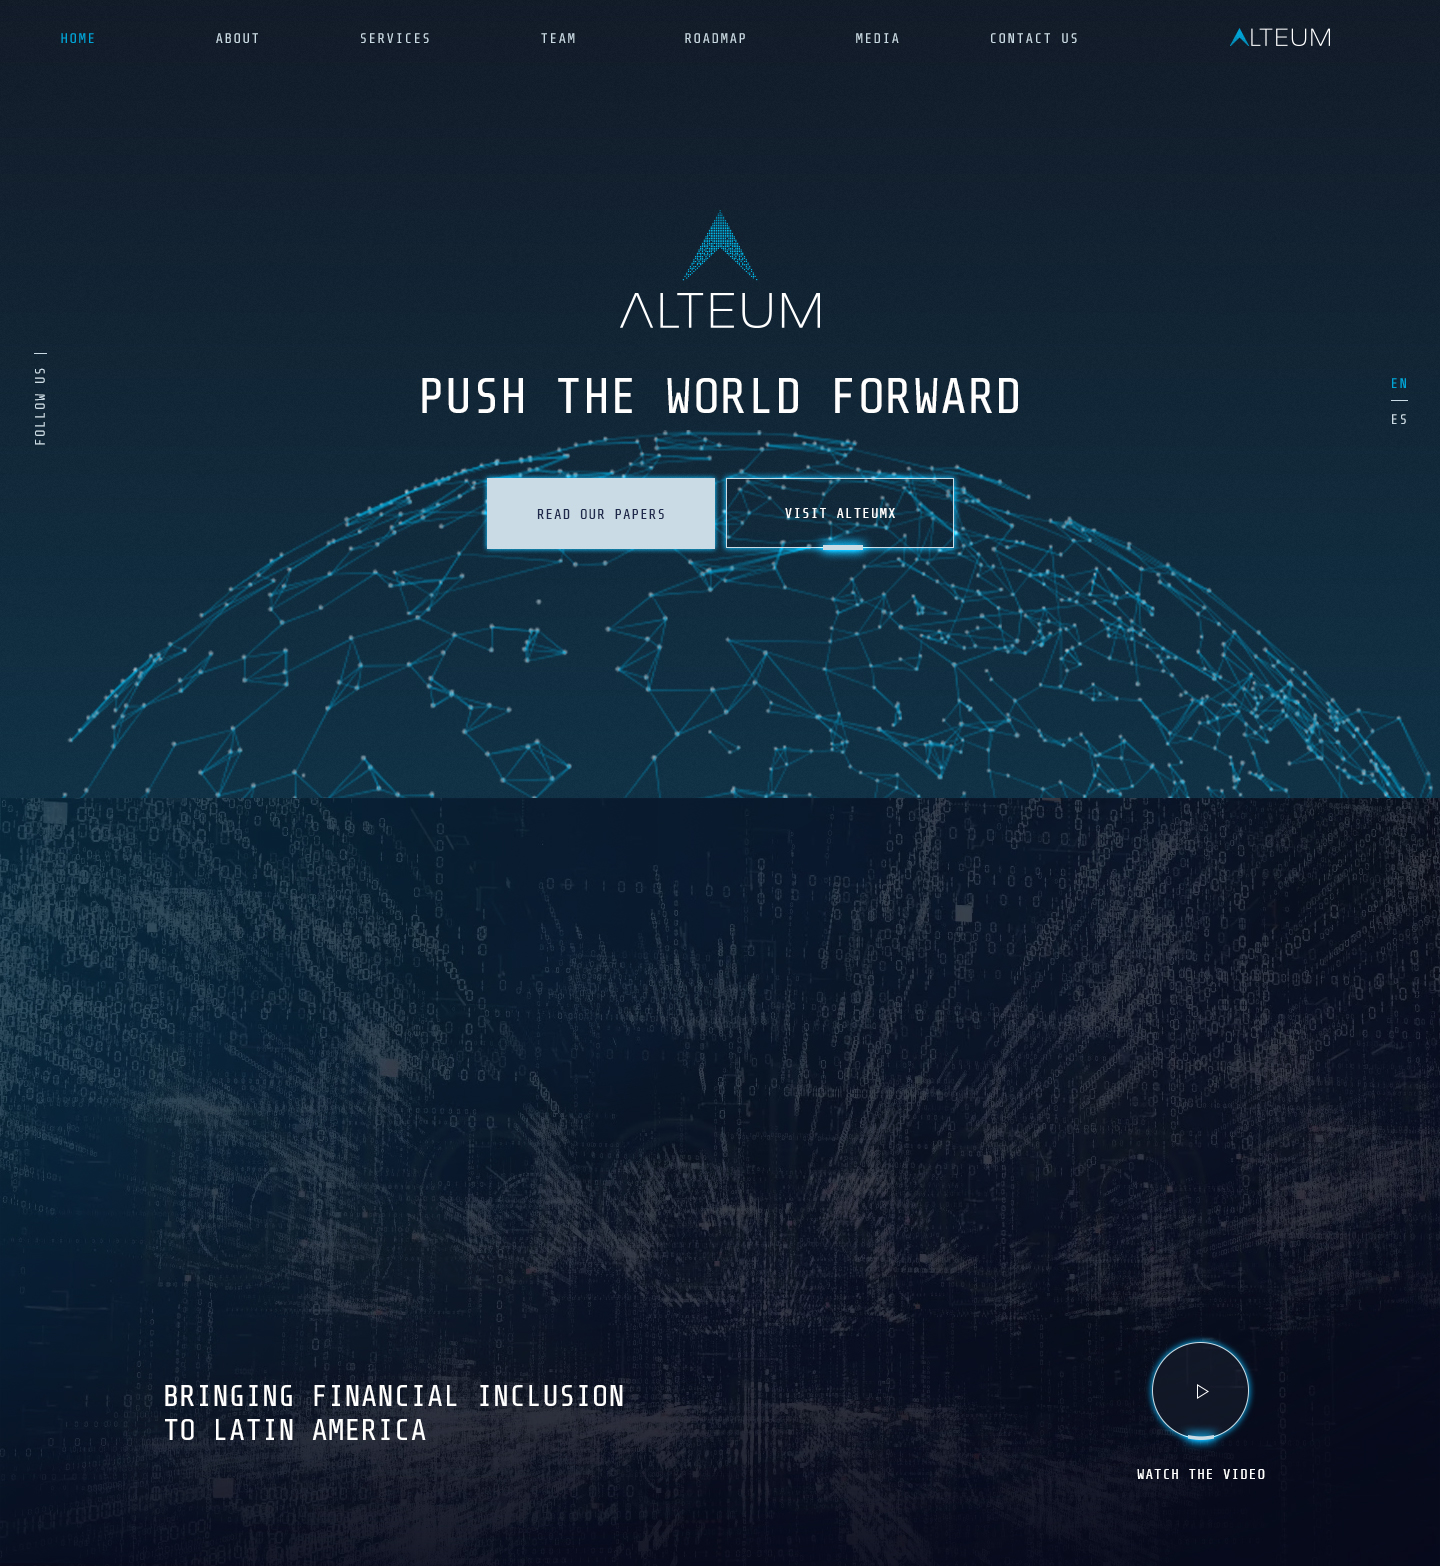 HOME
ABOUT
SERVICES
TEAM
ROADMAP
MEDIA
CONTACT US
ALTEUM
ALTEUM
PUSH THE WORLD FORWARD
FOLLOW US |
EN
ES
READ OUR PAPERS
VISIT ALTEUMX
BRINGING FINANCIAL INCLUSION
TO LATIN AMERICA
WATCH THE VIDEO